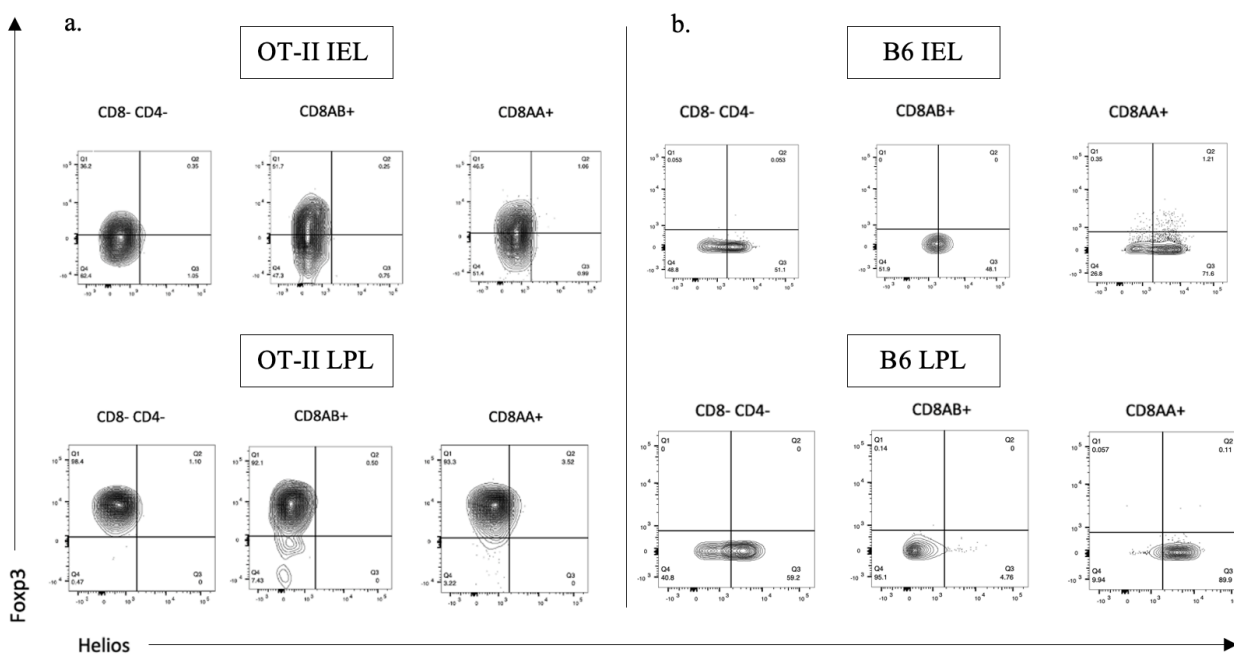 a.
b.
OT-II IEL
B6 IEL
CD8- CD4-
CD8AB+
CD8AA+
CD8- CD4-
CD8AB+
CD8AA+
Q1
36.2
Q2
0.35
Q4
62.4
Q3
1.05
Q1
51.7
Q2
0.25
Q4
47.3
Q3
0.75
Q1
46.5
Q2
1.06
Q4
51.4
Q3
0.99
Q1
0.053
Q2
0.053
Q4
48.8
Q3
51.1
Q1
0
Q2
0
Q4
51.9
Q3
48.1
Q1
0.35
Q2
1.21
Q4
26.8
Q3
71.6
OT-II LPL
B6 LPL
CD8- CD4-
CD8AB+
CD8AA+
CD8- CD4-
CD8AB+
CD8AA+
Q1
98.4
Q2
1.10
Q4
0.47
Q3
0
Q1
92.1
Q2
0.50
Q4
7.43
Q3
0
Q1
93.3
Q2
3.52
Q4
3.22
Q3
0
Q1
0
Q2
0
Q4
40.8
Q3
59.2
Q1
0.14
Q2
0
Q4
95.1
Q3
4.76
Q1
0.057
Q2
0.11
Q4
9.94
Q3
89.9
Foxp3
Helios